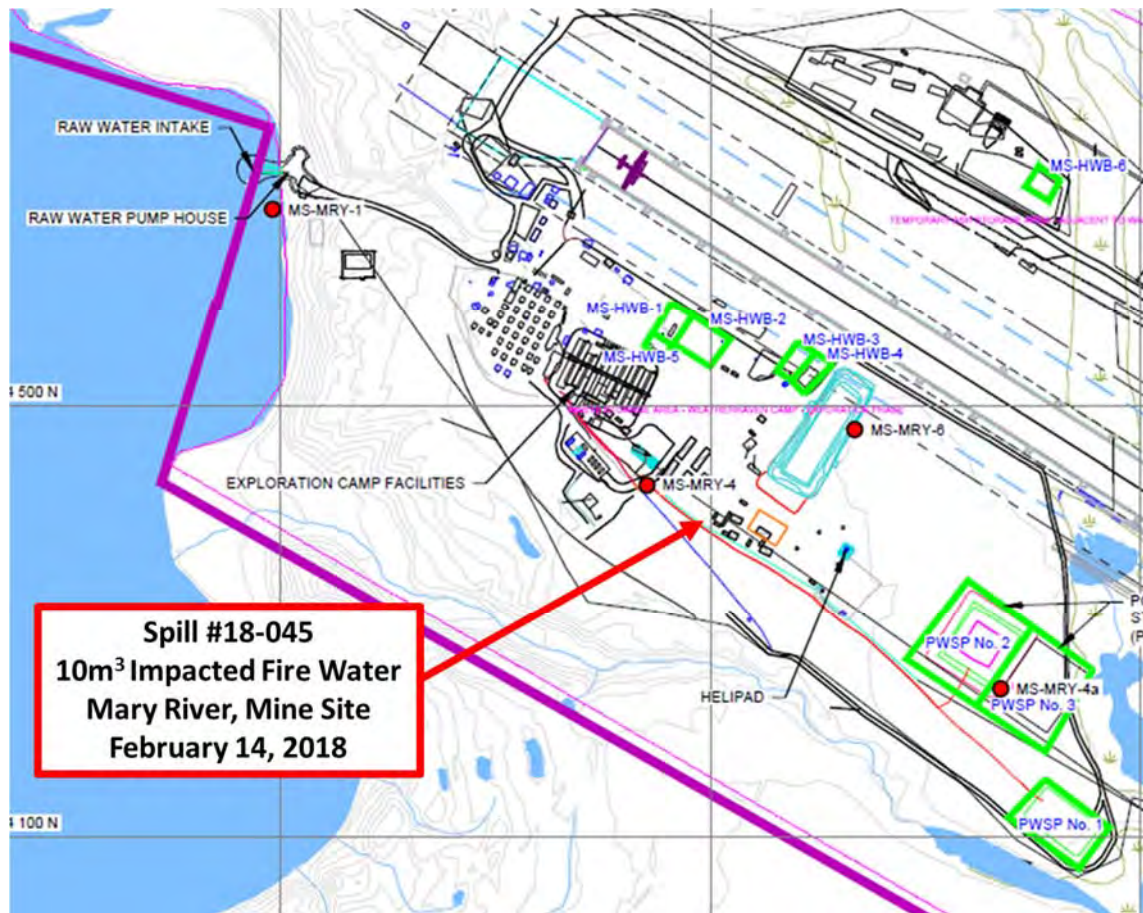 RAW WATER INTAKE
RAW WATER PUMP HOUSE
MS-MRY-1
MS-HWB-6
MS-HWB-1
MS-HWB-2
MS-HWB-3
MS-HWB-4
MS-HWB-5
4 500 N
MS-MRY-6
EXPLORATION CAMP FACILITIES
MS-MRY-4
Spill #18-045
10m³ Impacted Fire Water
Mary River, Mine Site
February 14, 2018
HELIPAD
PWSP No. 2
MS-MRY-4a
PWSP No. 3
PWSP No. 1
4 100 N